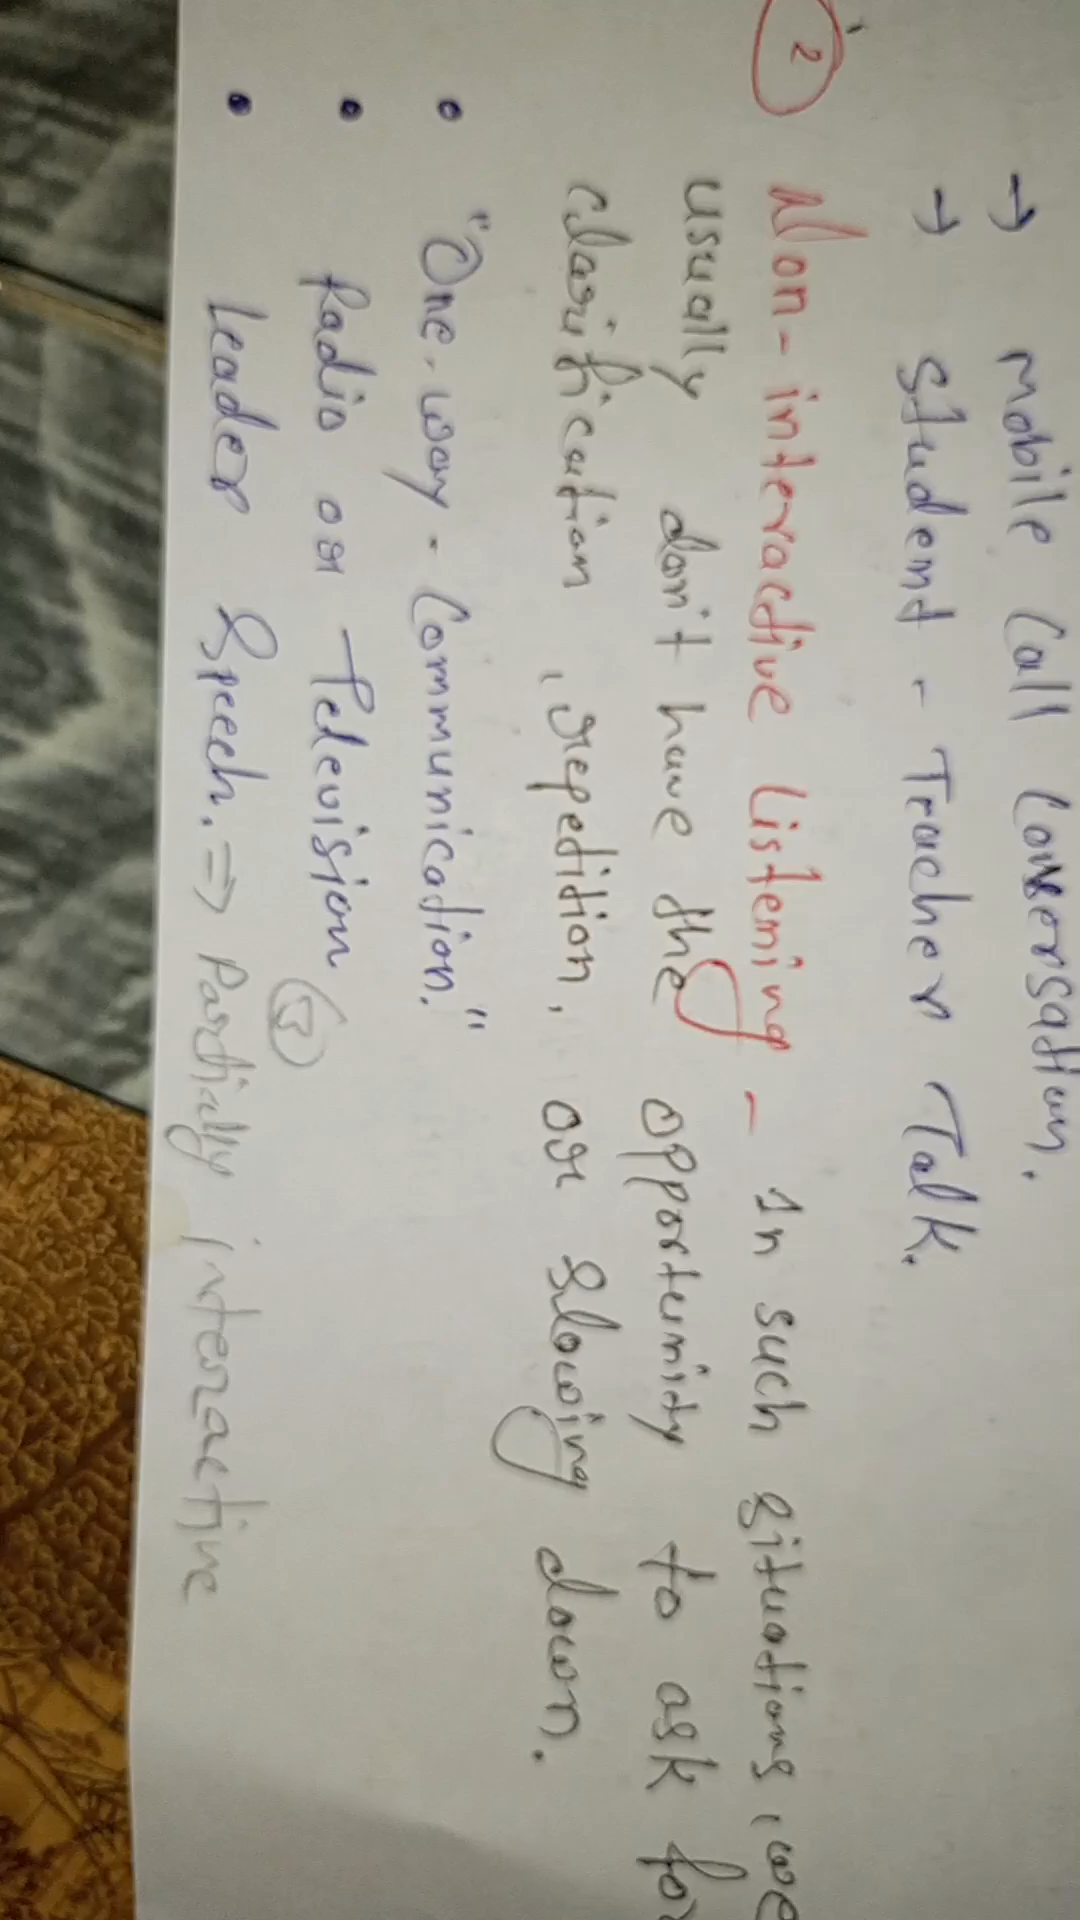 → Mobile Call Conversation.
→ Student - Teacher Talk.
2 Non-interactive Listening - In such situations, we
usually don't have the opportunity to ask for
clarification, repetition, or slowing down.
• "One-way-Communication."
• Radio or Television
• Leader Speech. ⇒ Partially interactive